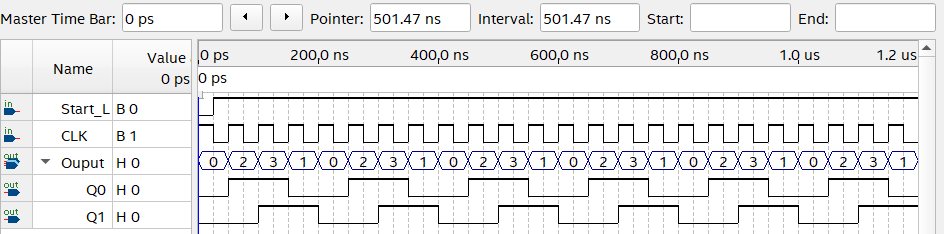 Master Time Bar: 0 ps Pointer: 501.47 ns Interval: 501.47 ns Start: End:
Name Value 0 ps
0 ps 200.0 ns 400.0 ns 600.0 ns 800.0 ns 1.0 us 1.2 us
0 ps
in Start_L B 0
in CLK B 1
out Ouput H 0 0 2 3 1 0 2 3 1 0 2 3 1 0 2 3 1 0 2 3 1 0 2 3 1
out Q0 H 0
out Q1 H 0